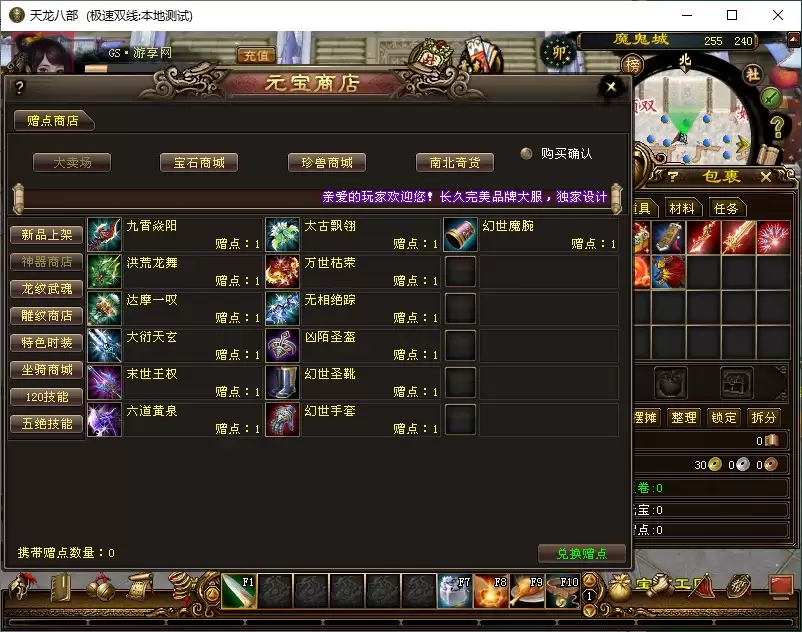 天龙八部 (极速双线:本地测试)
GS·游享网
充值
卯
魔鬼城 255 240
榜
北
社
元宝商店
赠点商店
大卖场
宝石商城
珍兽商城
南北奇货
购买确认
亲爱的玩家欢迎您!长久完美品牌大服,独家设计
包裹
材料
任务
新品上架
神器商店
龙纹武魂
雕纹商店
特色时装
坐骑商城
120技能
五绝技能
九霄焱阳
赠点:1
太古飘翎
赠点:1
幻世魔腕
赠点:1
洪荒龙舞
赠点:1
万世枯荣
赠点:1
达摩一叹
赠点:1
无相绝踪
赠点:1
大衍天玄
赠点:1
凶陌圣盔
赠点:1
末世王权
赠点:1
幻世圣靴
赠点:1
六道黄泉
赠点:1
幻世手套
赠点:1
摆摊
整理
锁定
拆分
0
30 0 0
卷:0
宝:0
点:0
携带赠点数量:0
兑换赠点
F1
F7
F8
F9
F10
1